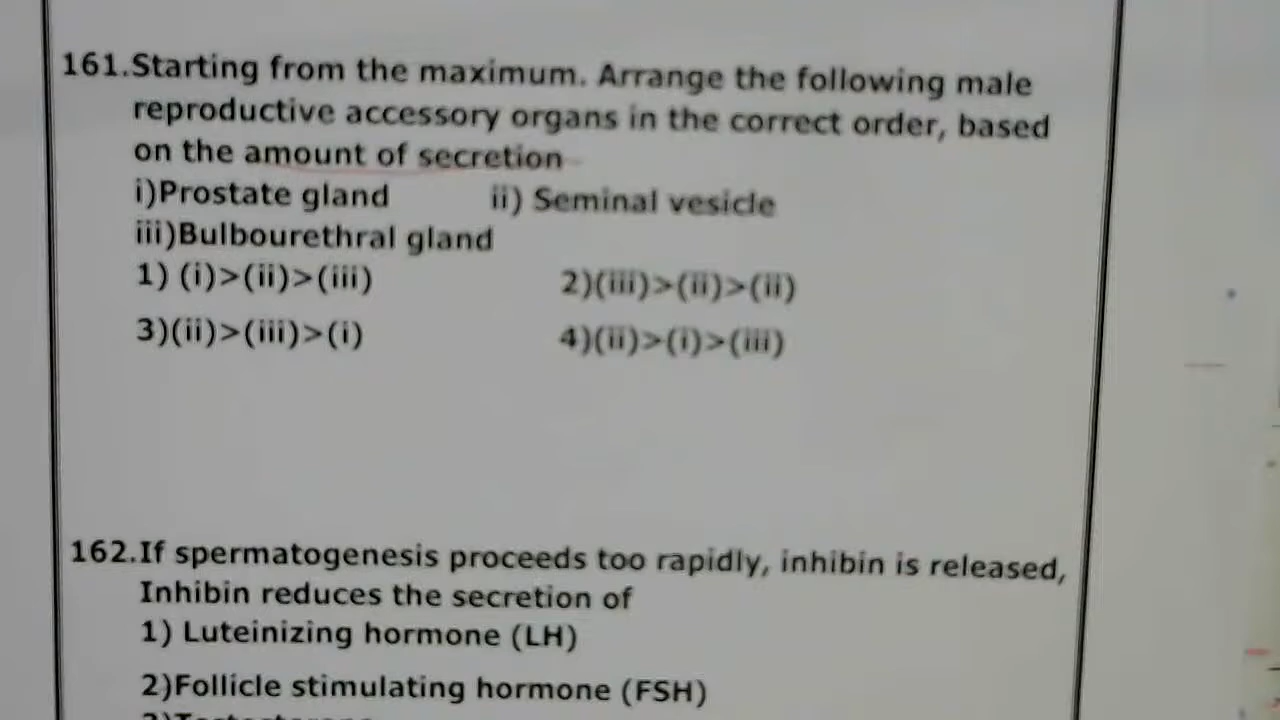 161.Starting from the maximum. Arrange the following male
reproductive accessory organs in the correct order, based
on the amount of secretion
i)Prostate gland ii) Seminal vesicle
iii)Bulbourethral gland
1) (i)>(ii)>(iii) 2)(iii)>(ii)>(ii)
3)(ii)>(iii)>(i) 4)(ii)>(i)>(iii)
162.If spermatogenesis proceeds too rapidly, inhibin is released,
Inhibin reduces the secretion of
1) Luteinizing hormone (LH)
2)Follicle stimulating hormone (FSH)